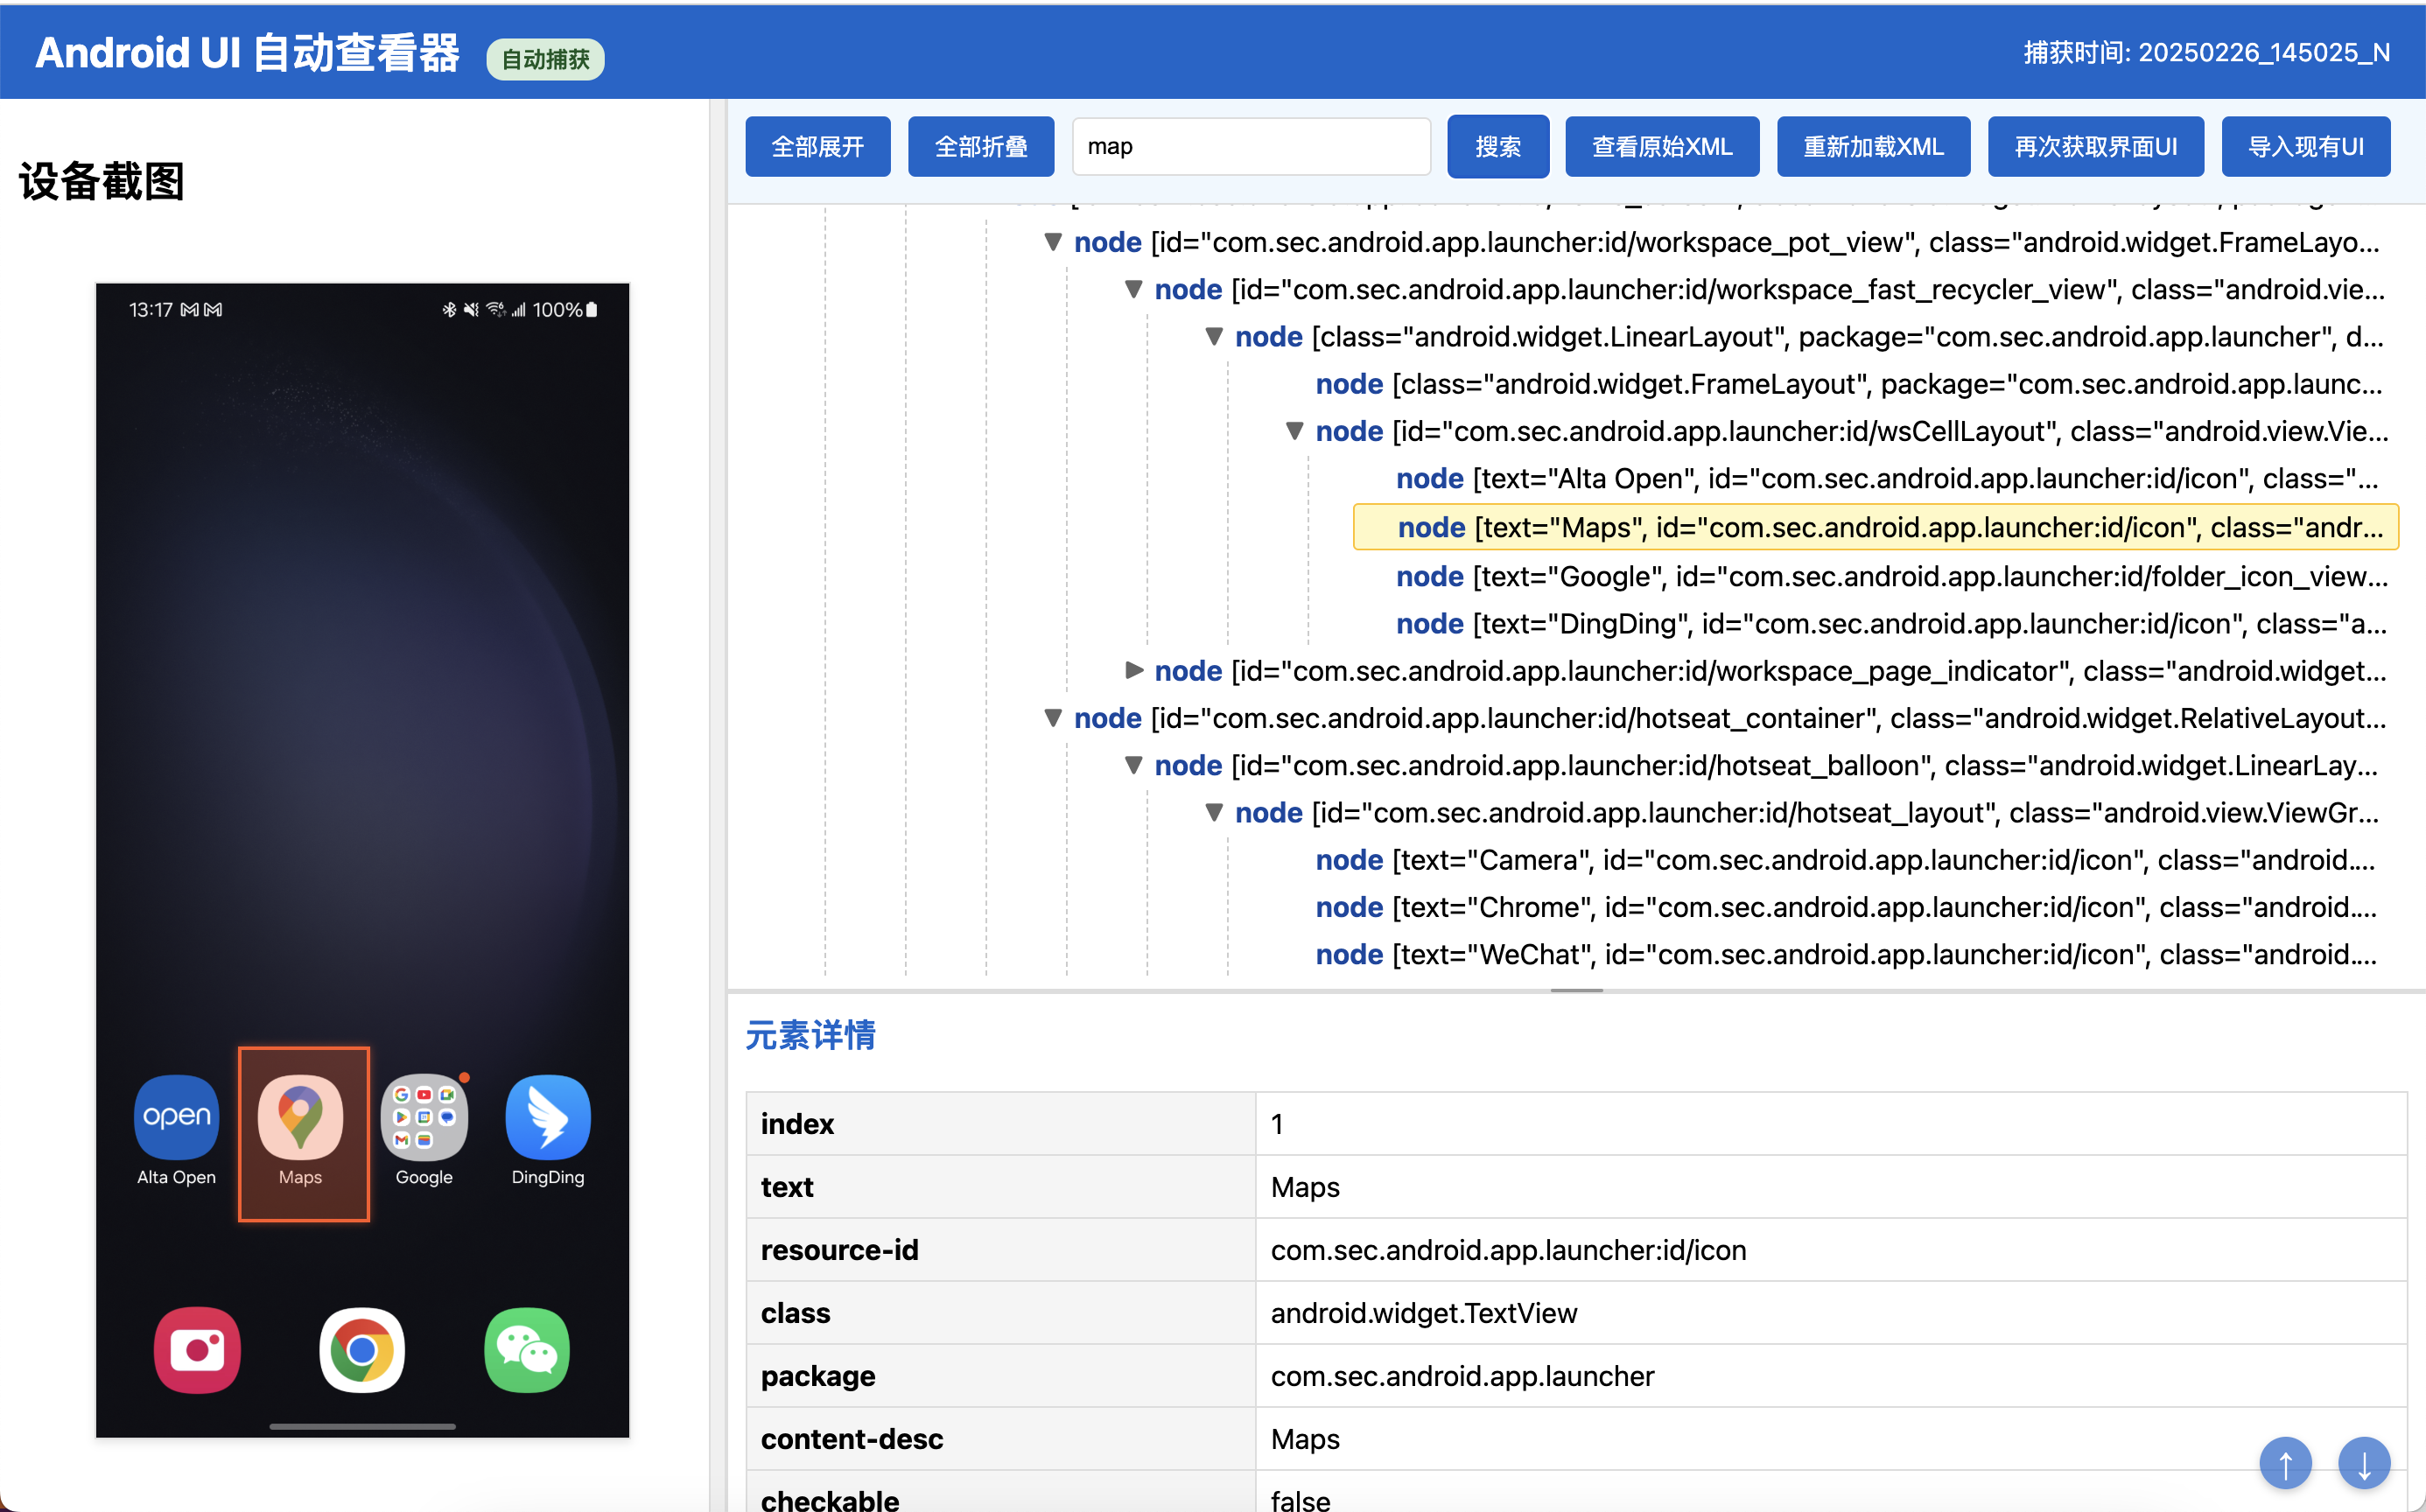 Android UI 自动查看器
自动捕获
捕获时间: 20250226_145025_N
设备截图
13:17
100%
open
Alta Open
Maps
Google
DingDing
全部展开
全部折叠
map
搜索
查看原始XML
重新加载XML
再次获取界面UI
导入现有UI
node [id="com.sec.android.app.launcher:id/workspace_pot_view", class="android.widget.FrameLayo...
node [id="com.sec.android.app.launcher:id/workspace_fast_recycler_view", class="android.vie...
node [class="android.widget.LinearLayout", package="com.sec.android.app.launcher", d...
node [class="android.widget.FrameLayout", package="com.sec.android.app.launc...
node [id="com.sec.android.app.launcher:id/wsCellLayout", class="android.view.Vie...
node [text="Alta Open", id="com.sec.android.app.launcher:id/icon", class="...
node [text="Maps", id="com.sec.android.app.launcher:id/icon", class="andr...
node [text="Google", id="com.sec.android.app.launcher:id/folder_icon_view...
node [text="DingDing", id="com.sec.android.app.launcher:id/icon", class="a...
node [id="com.sec.android.app.launcher:id/workspace_page_indicator", class="android.widget...
node [id="com.sec.android.app.launcher:id/hotseat_container", class="android.widget.RelativeLayout...
node [id="com.sec.android.app.launcher:id/hotseat_balloon", class="android.widget.LinearLay...
node [id="com.sec.android.app.launcher:id/hotseat_layout", class="android.view.ViewGr...
node [text="Camera", id="com.sec.android.app.launcher:id/icon", class="android....
node [text="Chrome", id="com.sec.android.app.launcher:id/icon", class="android....
node [text="WeChat", id="com.sec.android.app.launcher:id/icon", class="android....
元素详情
index 1
text Maps
resource-id com.sec.android.app.launcher:id/icon
class android.widget.TextView
package com.sec.android.app.launcher
content-desc Maps
checkable false